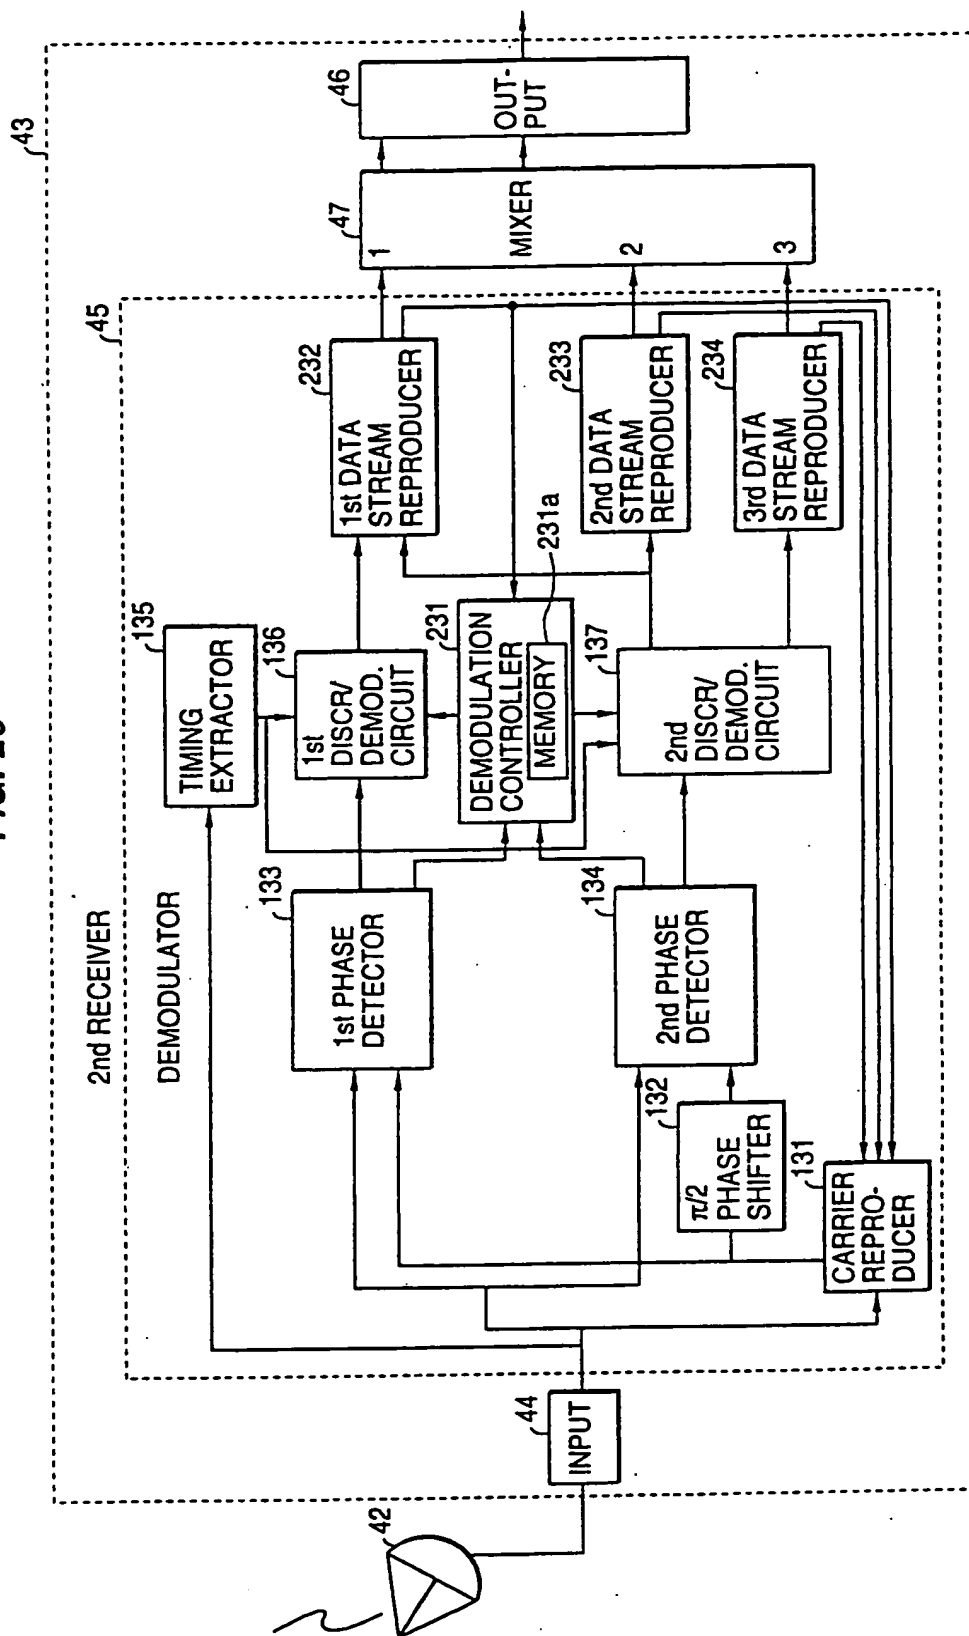 43
2nd RECEIVER
45
DEMODULATOR
42
44
INPUT
135
TIMING
EXTRACTOR
133
1st PHASE
DETECTOR
136
1st
DISCR/
DEMOD.
CIRCUIT
232
1st DATA
STREAM
REPRODUCER
47
1
MIXER
2
3
46
OUT-
PUT
231
DEMODULATION
CONTROLLER
231a
MEMORY
134
2nd PHASE
DETECTOR
137
2nd
DISCR/
DEMOD.
CIRCUIT
233
2nd DATA
STREAM
REPRODUCER
132
π/2
PHASE
SHIFTER
234
3rd DATA
STREAM
REPRODUCER
131
CARRIER
REPRO-
DUCER